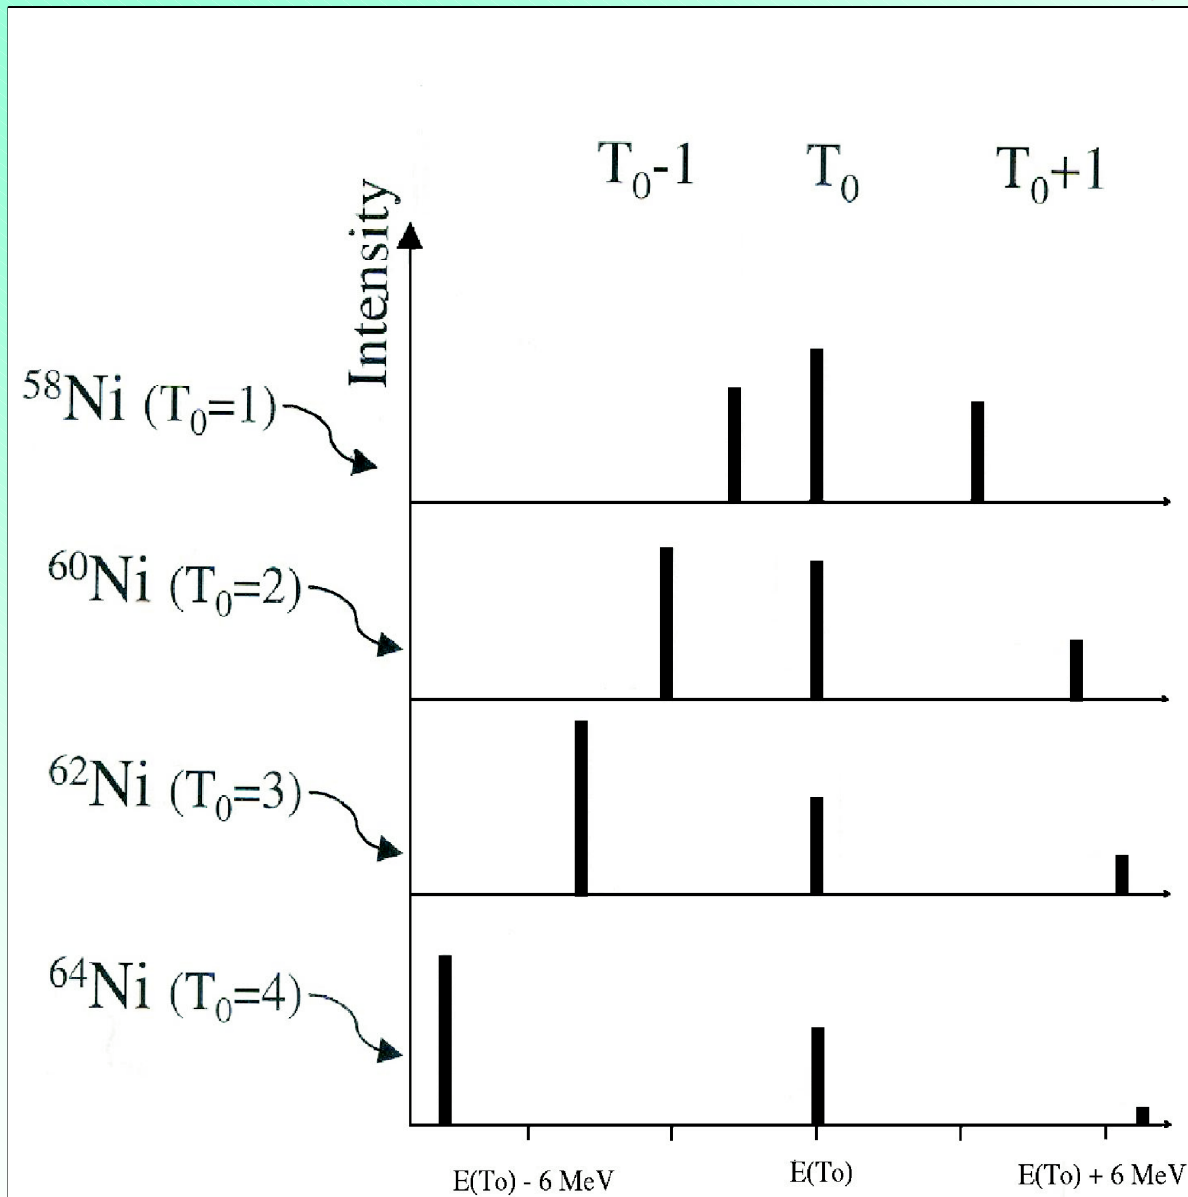 T₀-1 T₀ T₀+1
Intensity
⁵⁸Ni (T₀=1)
⁶⁰Ni (T₀=2)
⁶²Ni (T₀=3)
⁶⁴Ni (T₀=4)
E(To) - 6 MeV E(To) E(To) + 6 MeV